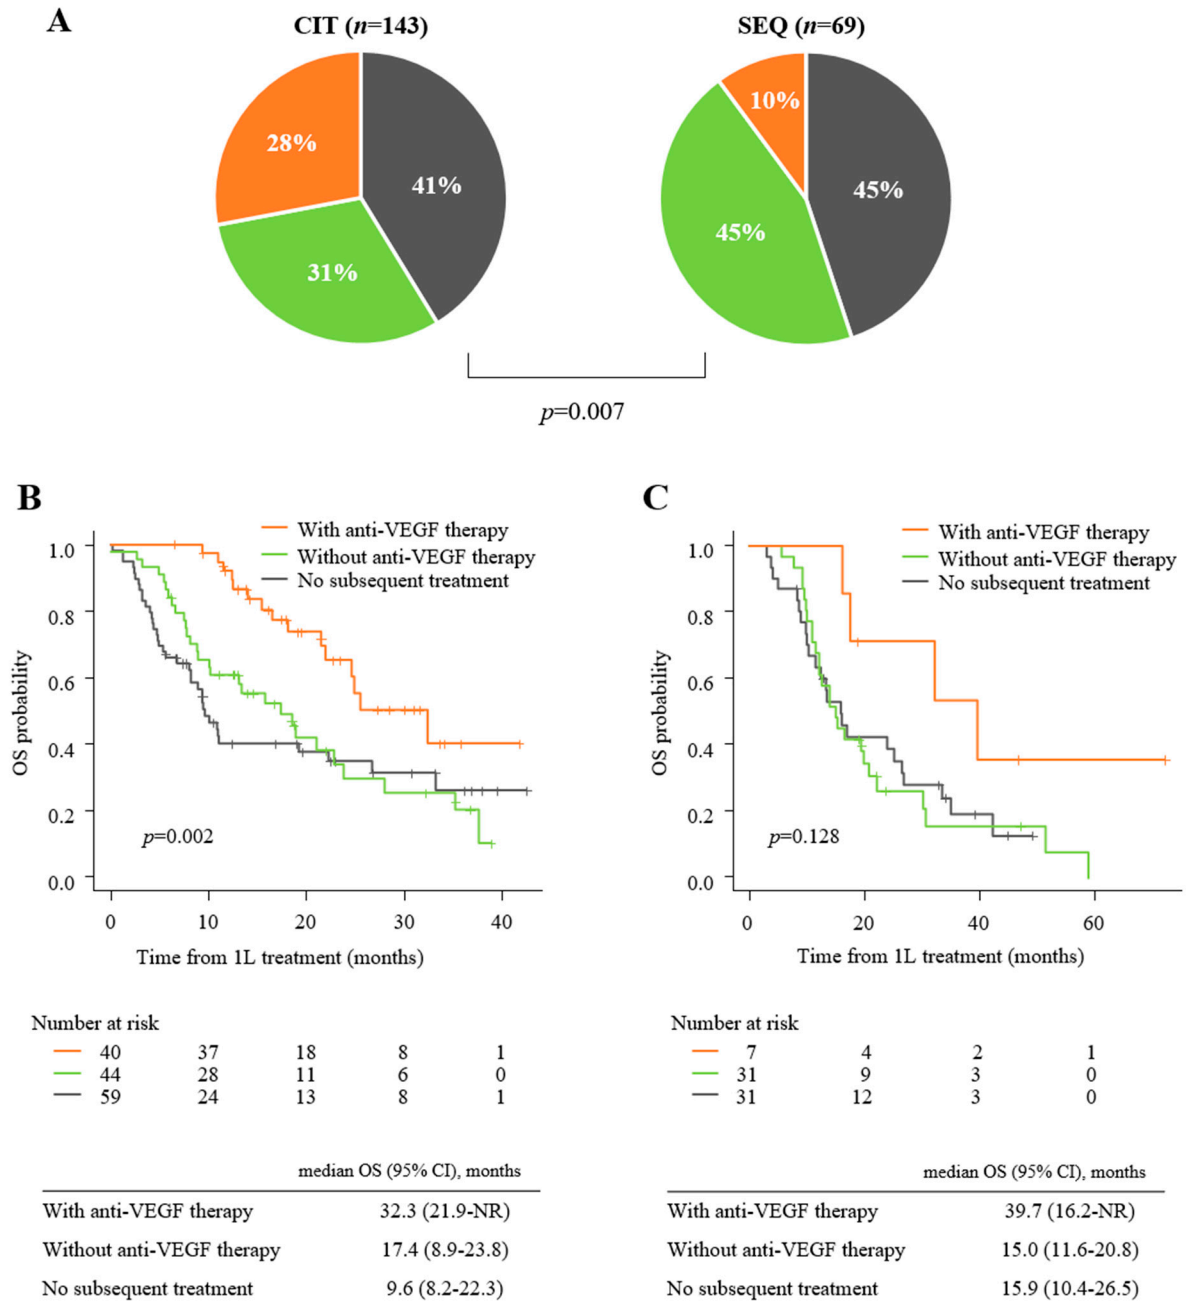 A
CIT (n=143)
SEQ (n=69)
28%
41%
31%
10%
45%
45%
p=0.007
B
With anti-VEGF therapy
Without anti-VEGF therapy
No subsequent treatment
OS probability
1.0
0.8
0.6
0.4
0.2
0.0
p=0.002
0 10 20 30 40
Time from 1L treatment (months)
Number at risk
40 37 18 8 1
44 28 11 6 0
59 24 13 8 1
median OS (95% CI), months
With anti-VEGF therapy 32.3 (21.9-NR)
Without anti-VEGF therapy 17.4 (8.9-23.8)
No subsequent treatment 9.6 (8.2-22.3)
C
With anti-VEGF therapy
Without anti-VEGF therapy
No subsequent treatment
OS probability
1.0
0.8
0.6
0.4
0.2
0.0
p=0.128
0 20 40 60
Time from 1L treatment (months)
Number at risk
7 4 2 1
31 9 3 0
31 12 3 0
median OS (95% CI), months
With anti-VEGF therapy 39.7 (16.2-NR)
Without anti-VEGF therapy 15.0 (11.6-20.8)
No subsequent treatment 15.9 (10.4-26.5)